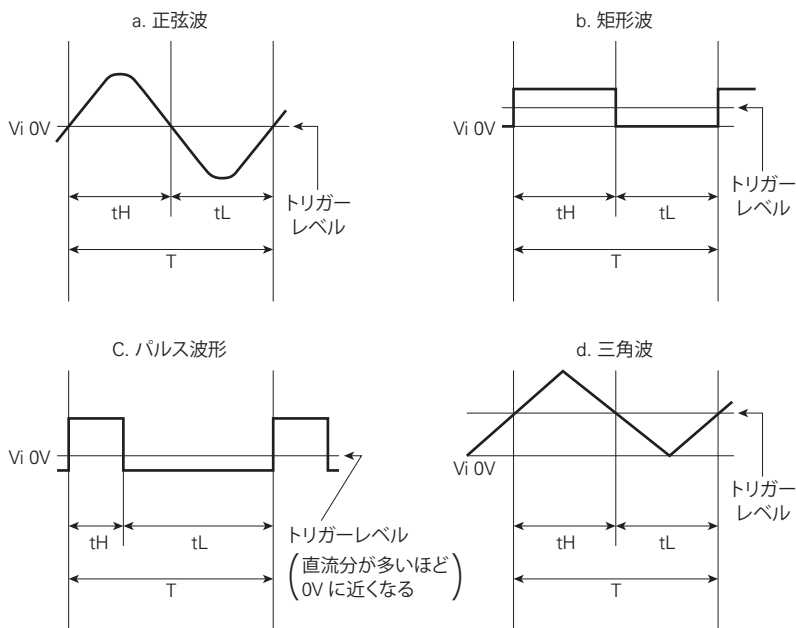 a. 正弦波
T
Vi 0V
tH
tL
トリガー
レベル
T
b. 矩形波
T
Vi 0V
tH
tL
トリガー
レベル
T
C. パルス波形
T
Vi 0V
tH
tL
トリガーレベル
(直流分が多いほど
0V に近くなる)
T
d. 三角波
T
Vi 0V
tH
tL
トリガー
レベル
T